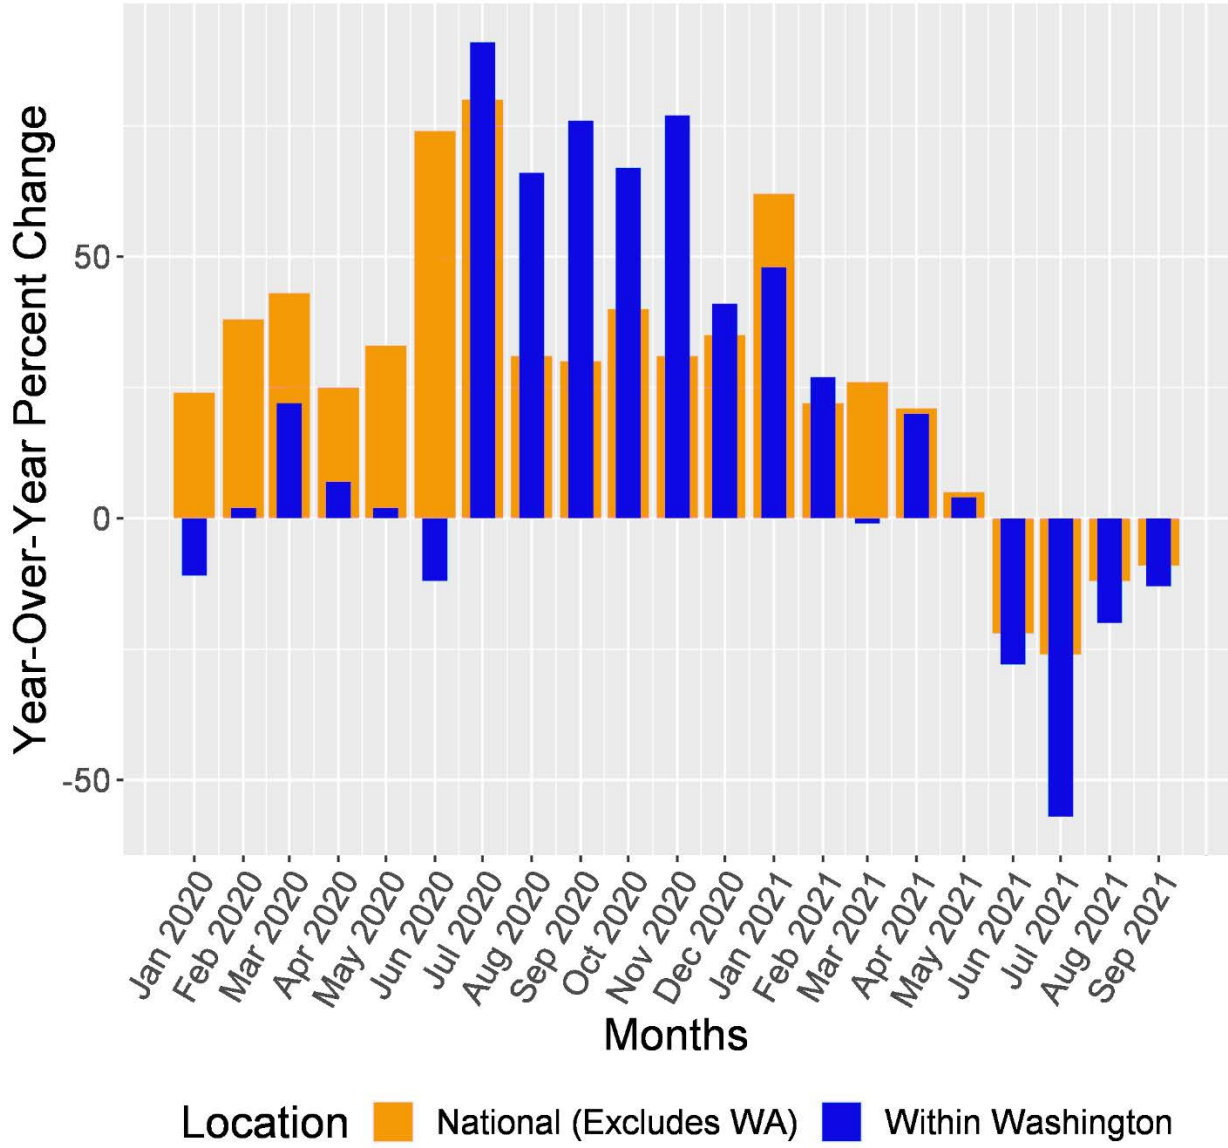 Year-Over-Year Percent Change
50
0
-50
Jan 2020
Feb 2020
Mar 2020
Apr 2020
May 2020
Jun 2020
Jul 2020
Aug 2020
Sep 2020
Oct 2020
Nov 2020
Dec 2020
Jan 2021
Feb 2021
Mar 2021
Apr 2021
May 2021
Jun 2021
Jul 2021
Aug 2021
Sep 2021
Months
Location National (Excludes WA) Within Washington